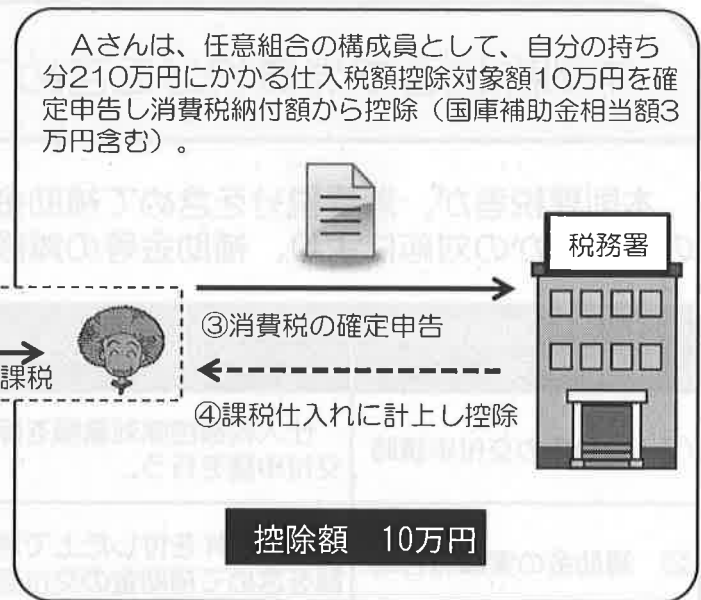 Aさんは、任意組合の構成員として、自分の持ち
分210万円にかかる仕入税額控除対象額10万円を確
定申告し消費税納付額から控除(国庫補助金相当額3
万円含む)。
税務署
③消費税の確定申告
課税
④課税仕入れに計上し控除
控除額 10万円